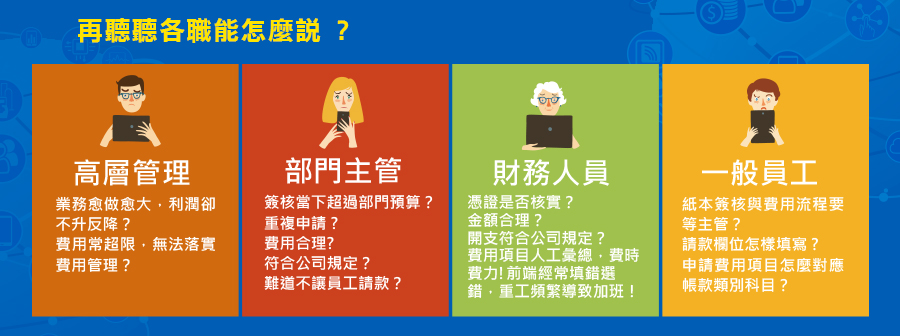 再聽聽各職能怎麼説 ？
高層管理
業務愈做愈大，利潤卻
不升反降？
費用常超限，無法落實
費用管理？
部門主管
簽核當下超過部門預算？
重複申請？
費用合理?
符合公司規定？
難道不讓員工請款？
財務人員
憑證是否核實？
金額合理？
開支符合公司規定？
費用項目人工彙總，費時
費力! 前端經常填錯選
錯，重工頻繁導致加班！
一般員工
紙本簽核與費用流程要
等主管？
請款欄位怎樣填寫？
申請費用項目怎麼對應
帳款類別科目？